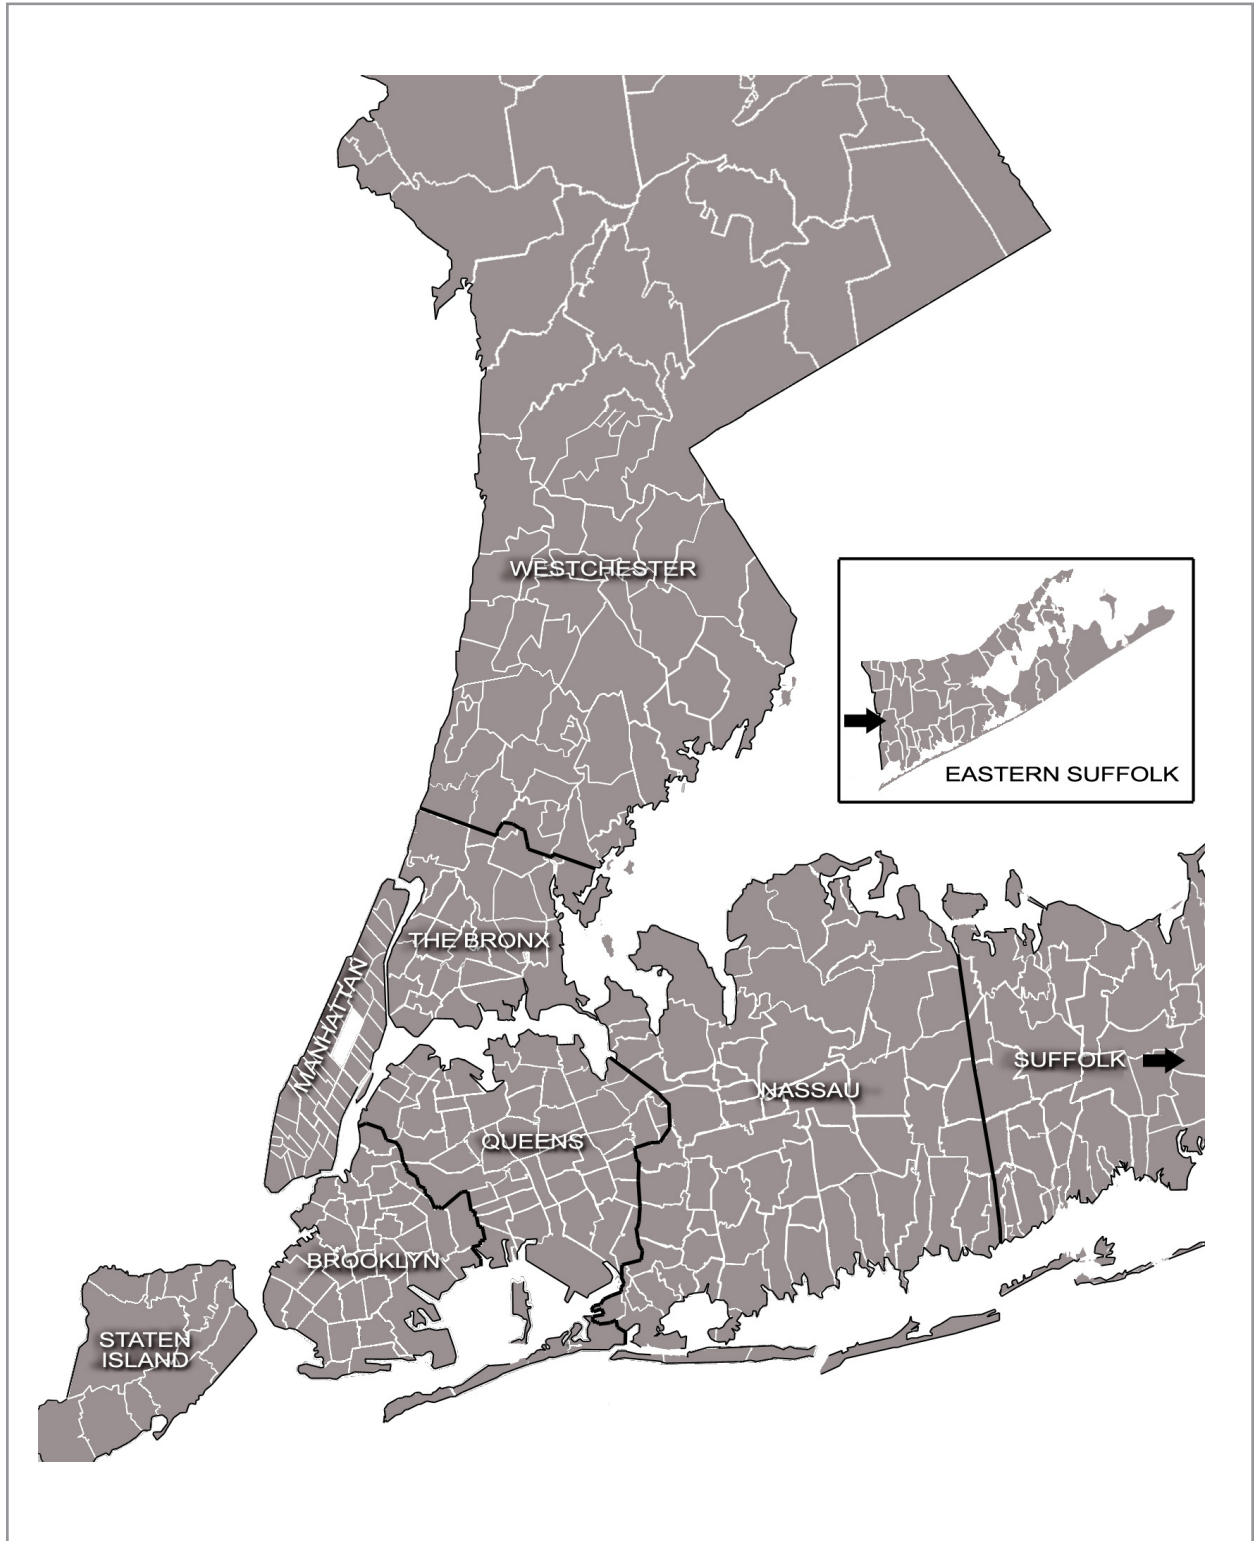 WESTCHESTER
EASTERN SUFFOLK
THE BRONX
MANHATTAN
SUFFOLK
NASSAU
QUEENS
BROOKLYN
STATEN
ISLAND